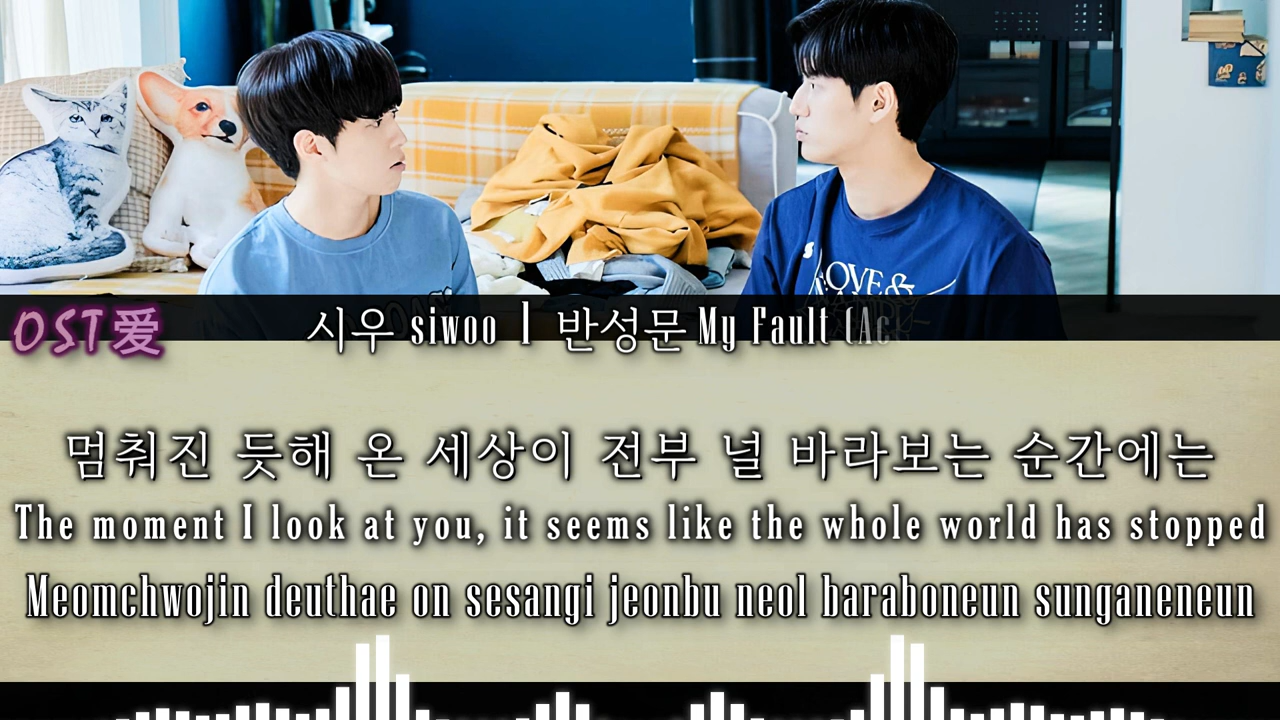 OVE&
OST爱
시우 siwoo l 반성문 My Fault (Ac
멈춰진 듯해 온 세상이 전부 널 바라보는 순간에는
The moment I look at you, it seems like the whole world has stopped
Meomchwojin deuthae on sesangi jeonbu neol baraboneun sunganeneun